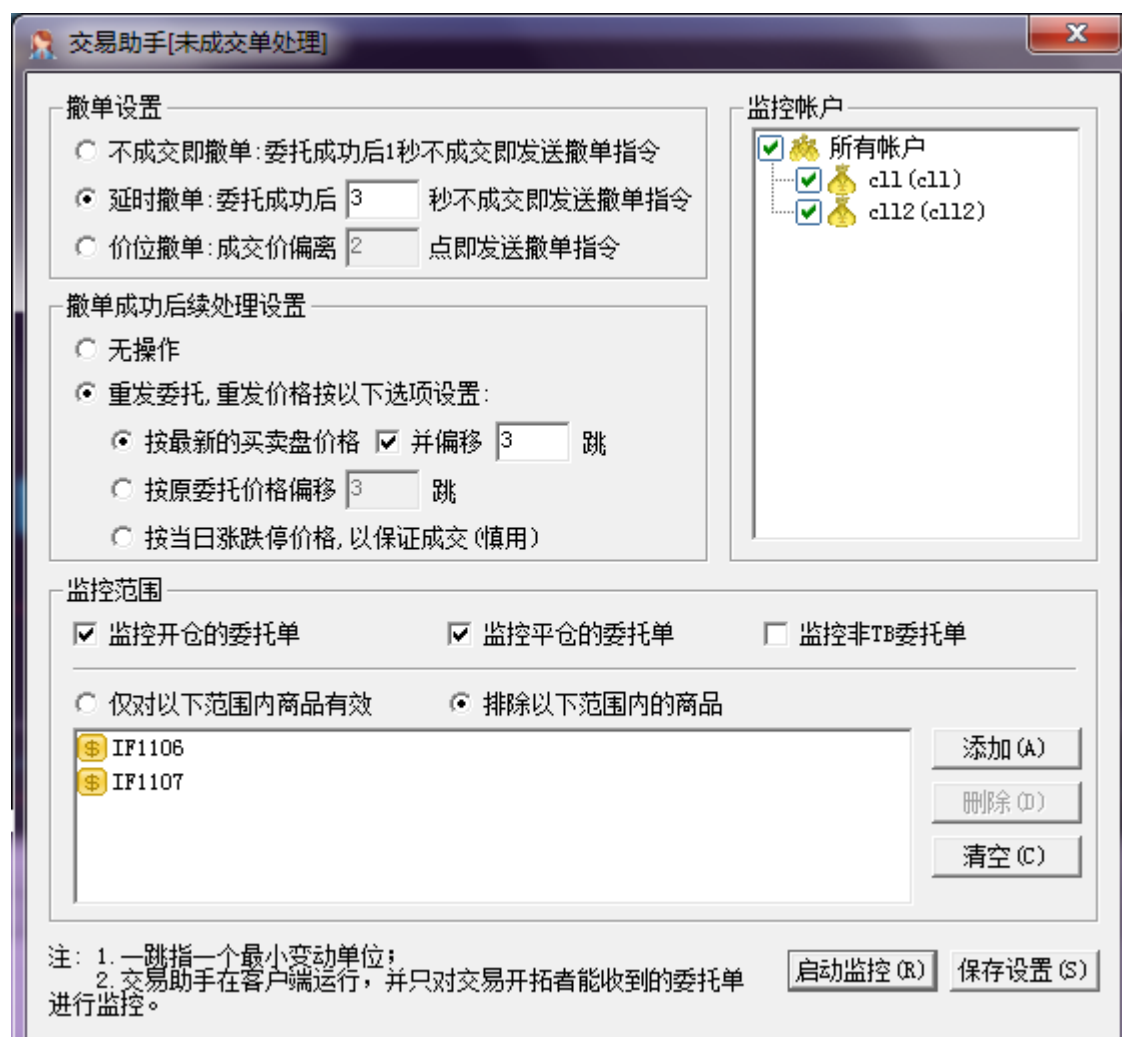 交易助手[未成交单处理]
撤单设置
不成交即撤单:委托成功后1秒不成交即发送撤单指令
延时撤单:委托成功后 3 秒不成交即发送撤单指令
价位撤单:成交价偏离 2 点即发送撤单指令
撤单成功后续处理设置
无操作
重发委托,重发价格按以下选项设置:
按最新的买卖盘价格 并偏移 3 跳
按原委托价格偏移 3 跳
按当日涨跌停价格,以保证成交(慎用)
监控帐户
所有帐户
cll(cll)
cll2(cll2)
监控范围
监控开仓的委托单 监控平仓的委托单 监控非TB委托单
仅对以下范围内商品有效 排除以下范围内的商品
IF1106
IF1107
添加(A)
删除(D)
清空(C)
注: 1.一跳指一个最小变动单位;
2.交易助手在客户端运行,并只对交易开拓者能收到的委托单
进行监控。
启动监控(R) 保存设置(S)